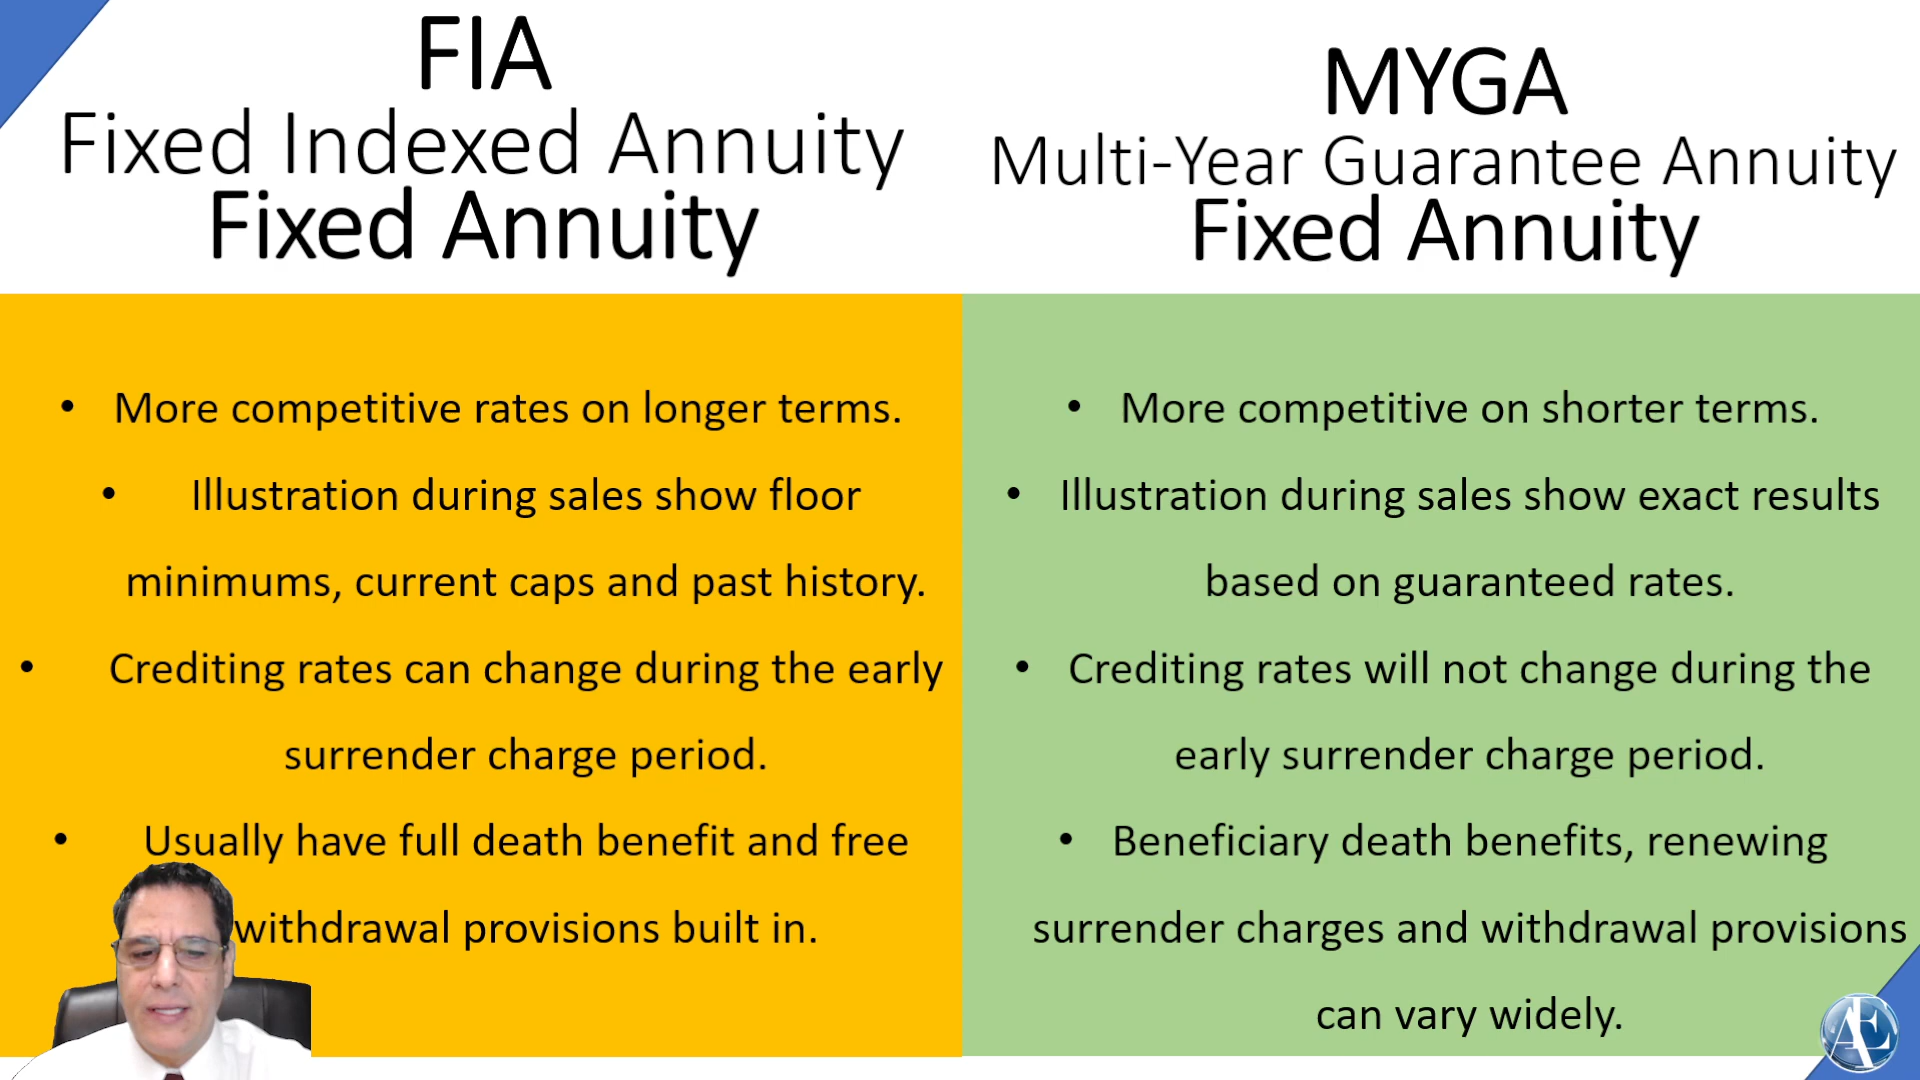 FIA
Fixed Indexed Annuity
Fixed Annuity
• More competitive rates on longer terms.
• Illustration during sales show floor
minimums, current caps and past history.
• Crediting rates can change during the early
surrender charge period.
• Usually have full death benefit and free
withdrawal provisions built in.
MYGA
Multi-Year Guarantee Annuity
Fixed Annuity
• More competitive on shorter terms.
• Illustration during sales show exact results
based on guaranteed rates.
• Crediting rates will not change during the
early surrender charge period.
• Beneficiary death benefits, renewing
surrender charges and withdrawal provisions
can vary widely.
AE